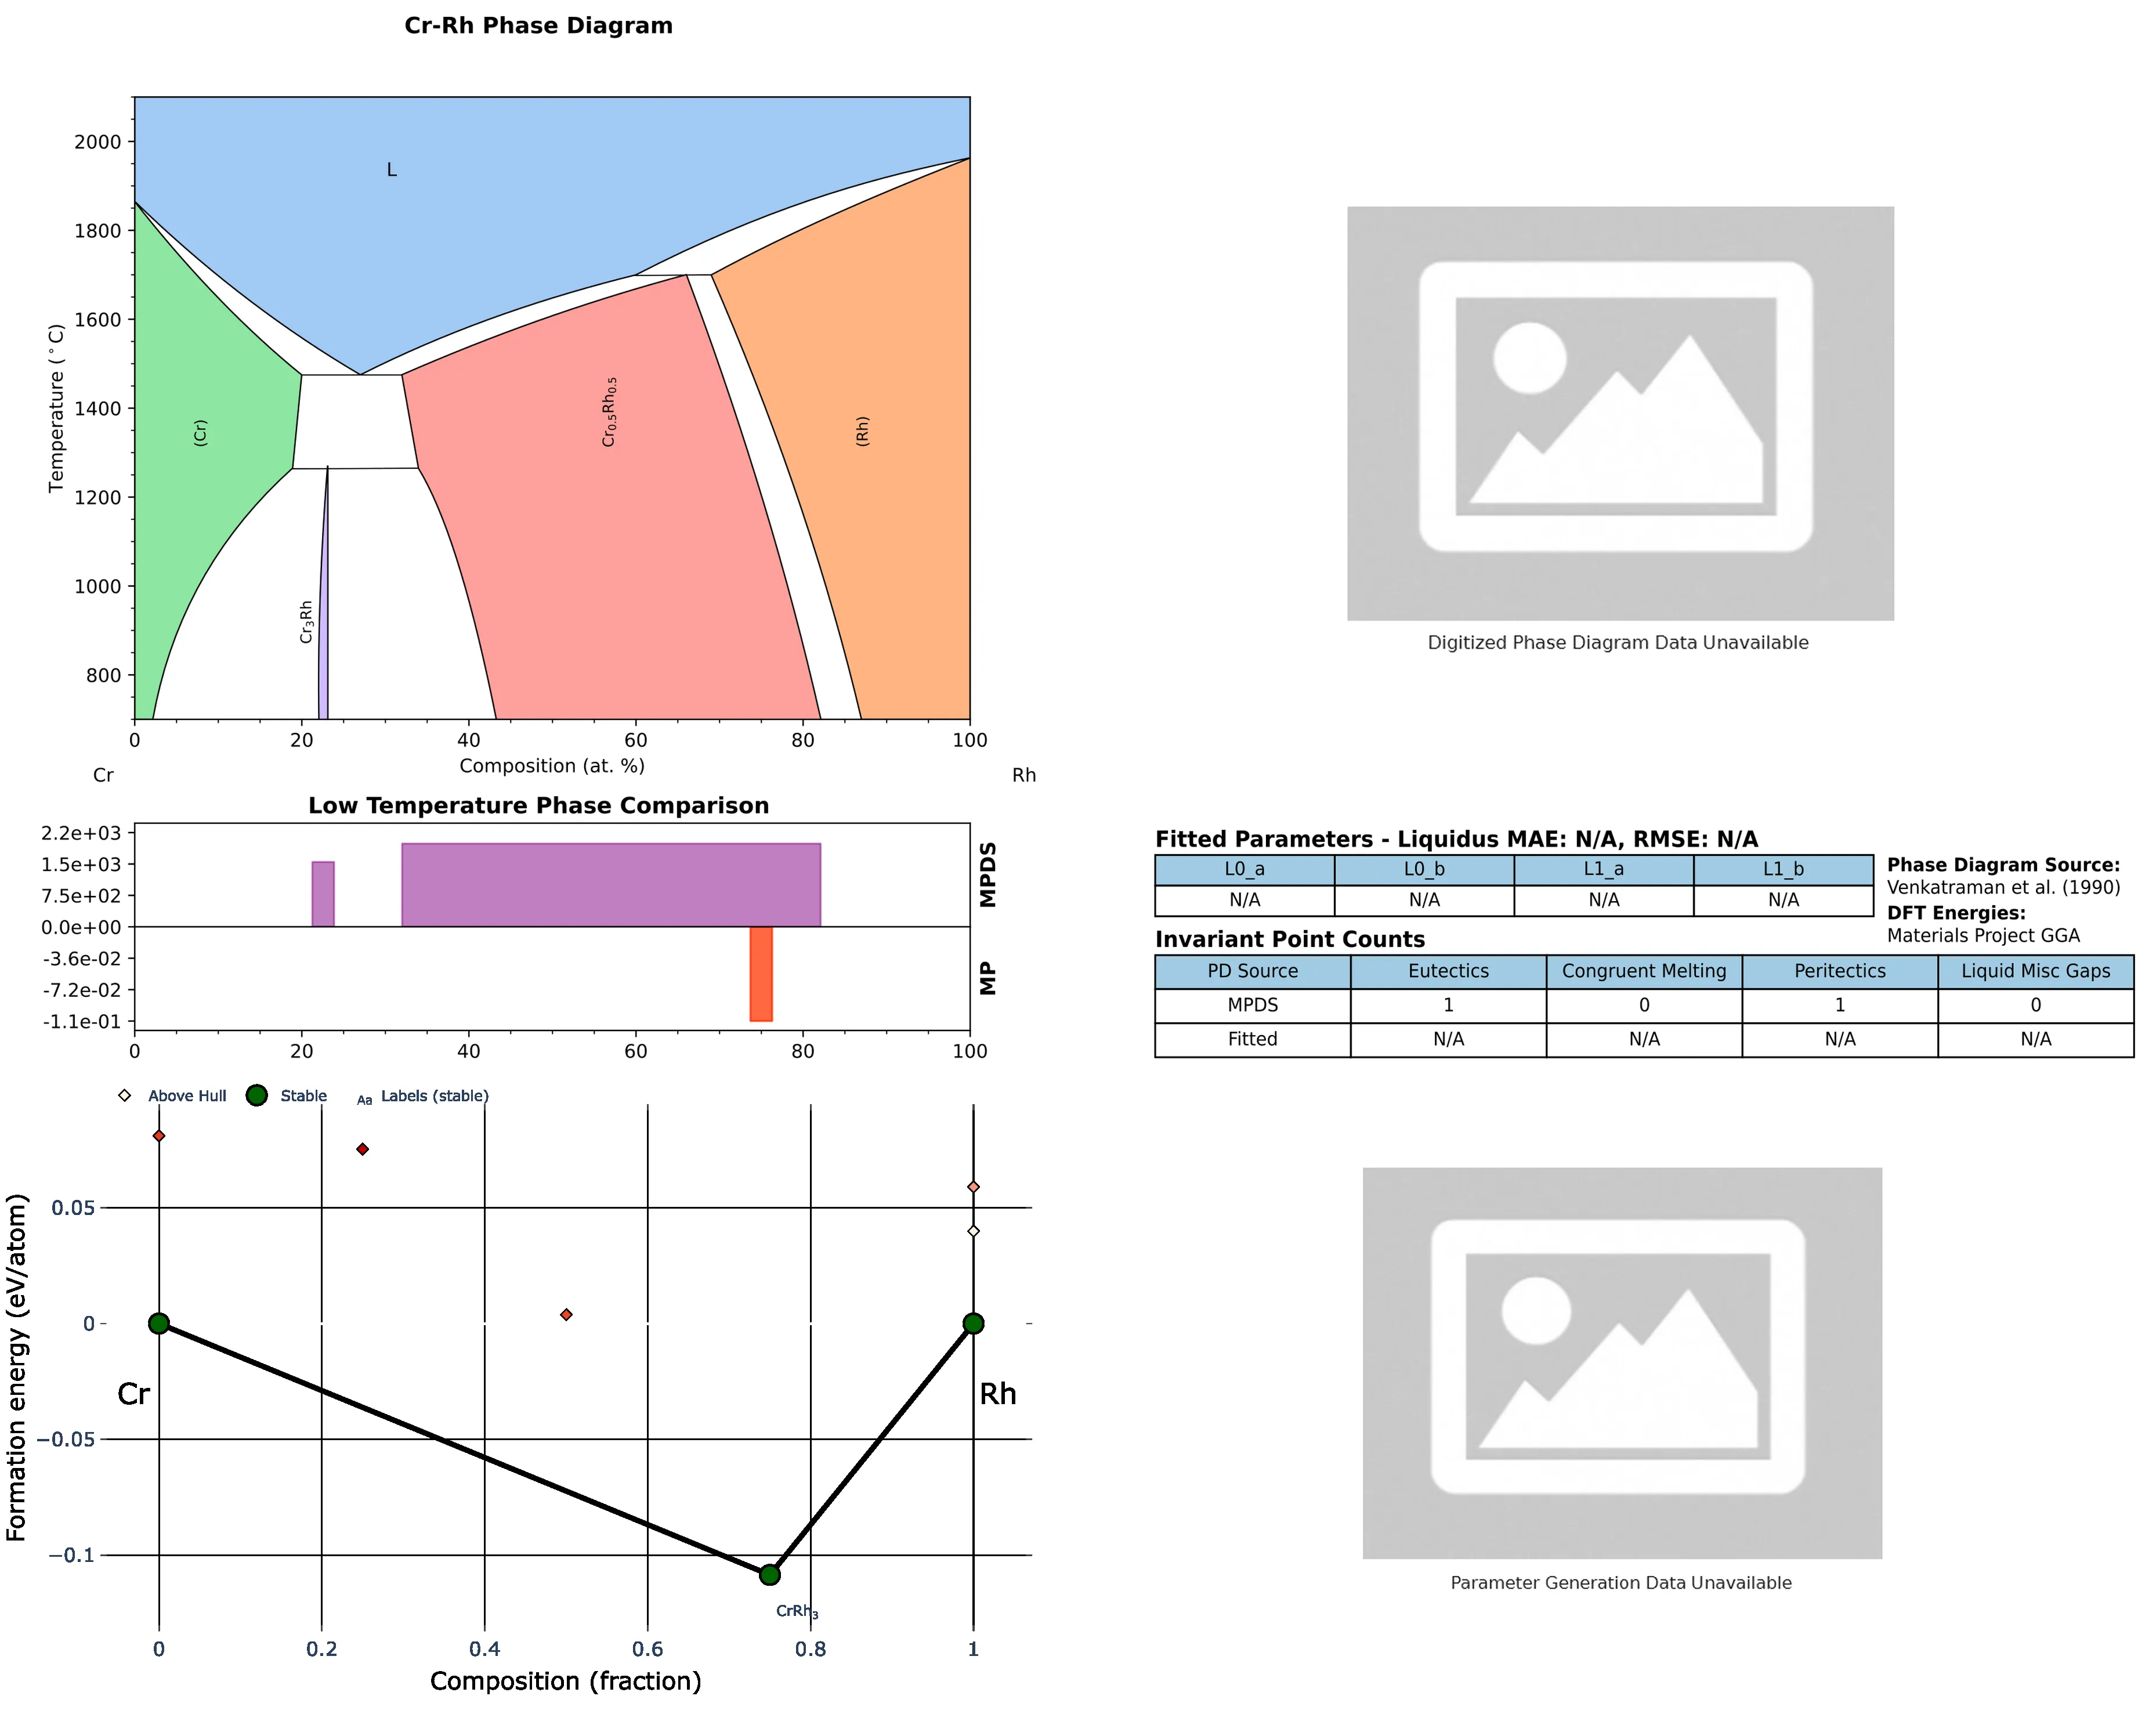 Cr-Rh Phase Diagram
2000
1800
1600
1400
1200
1000
800
Temperature (°C)
L
(Cr)
Cr₃Rh
Cr₀.₅Rh₀.₅
(Rh)
0 20 40 60 80 100
Composition (at. %)
Cr
Rh
Digitized Phase Diagram Data Unavailable
Low Temperature Phase Comparison
2.2e+03
1.5e+03
7.5e+02
0.0e+00
-3.6e-02
-7.2e-02
-1.1e-01
MPDS
MP
0 20 40 60 80 100
Fitted Parameters - Liquidus MAE: N/A, RMSE: N/A
L0_a L0_b L1_a L1_b
N/A N/A N/A N/A
Phase Diagram Source:
Venkatraman et al. (1990)
DFT Energies:
Materials Project GGA
Invariant Point Counts
PD Source Eutectics Congruent Melting Peritectics Liquid Misc Gaps
MPDS 1 0 1 0
Fitted N/A N/A N/A N/A
Above Hull Stable Aa Labels (stable)
0.05
0
−0.05
−0.1
Formation energy (eV/atom)
Cr
Rh
CrRh₃
0 0.2 0.4 0.6 0.8 1
Composition (fraction)
Parameter Generation Data Unavailable